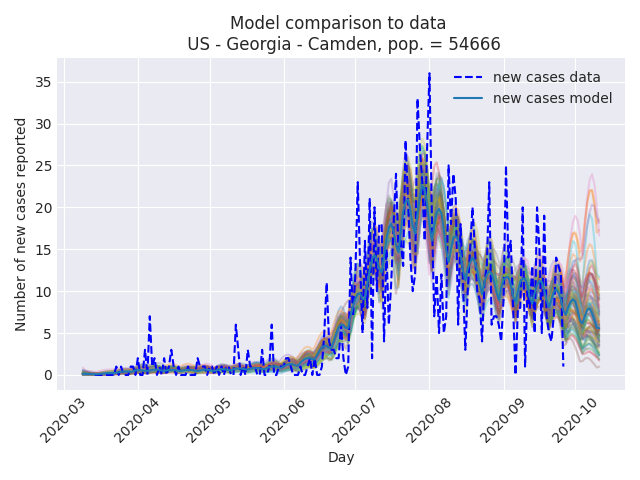 Model comparison to data
US - Georgia - Camden, pop. = 54666
Number of new cases reported
35
30
25
20
15
10
5
0
new cases data
new cases model
2020-03
2020-04
2020-05
2020-06
2020-07
2020-08
2020-09
2020-10
Day